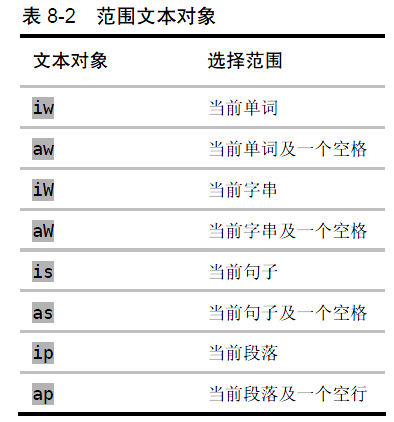 表 8-2 范围文本对象
文本对象 选择范围
iw 当前单词
aw 当前单词及一个空格
iW 当前字串
aW 当前字串及一个空格
is 当前句子
as 当前句子及一个空格
ip 当前段落
ap 当前段落及一个空行